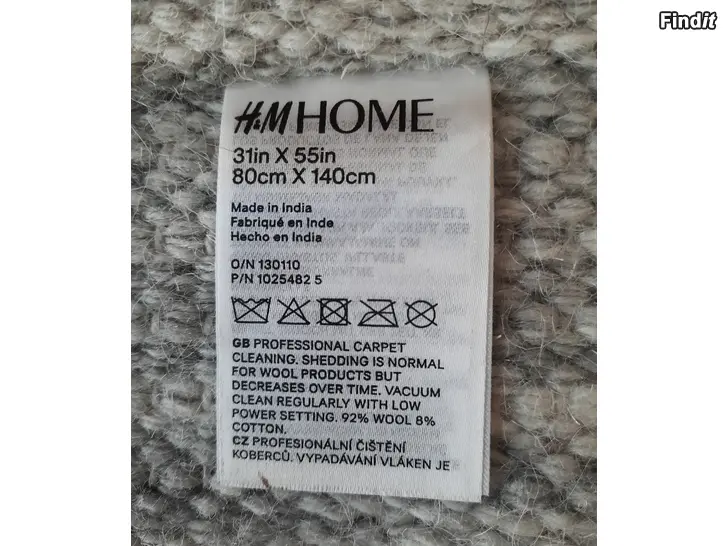 Findit
H&M HOME
31in X 55in
80cm X 140cm
Made in India
Fabriqué en Inde
Hecho en India
O/N 130110
P/N 1025482 5
GB PROFESSIONAL CARPET
CLEANING. SHEDDING IS NORMAL
FOR WOOL PRODUCTS BUT
DECREASES OVER TIME. VACUUM
CLEAN REGULARLY WITH LOW
POWER SETTING. 92% WOOL 8%
COTTON.
CZ PROFESIONÁLNÍ ČIŠTĚNÍ
KOBERCŮ. VYPADÁVÁNÍ VLÁKEN JE